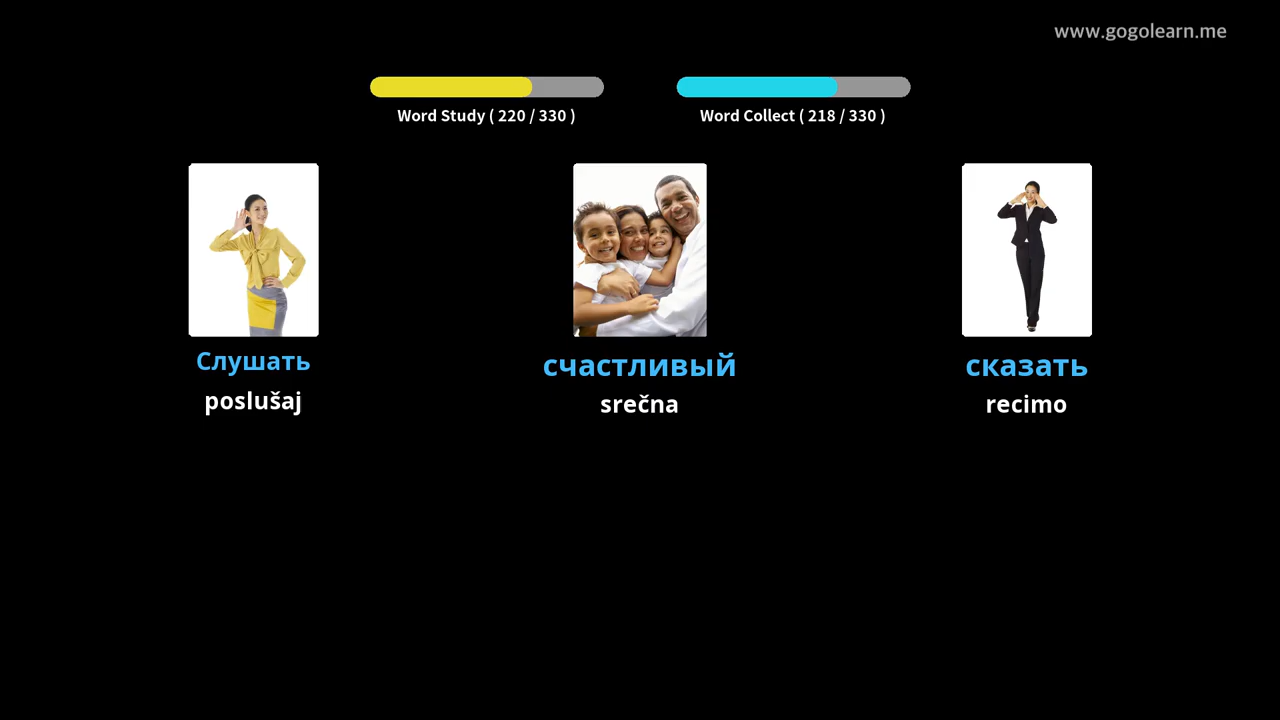 www.gogolearn.me
Word Study ( 220 / 330 )
Word Collect ( 218 / 330 )
Слушать
счастливый
сказать
poslušaj
srečna
recimo